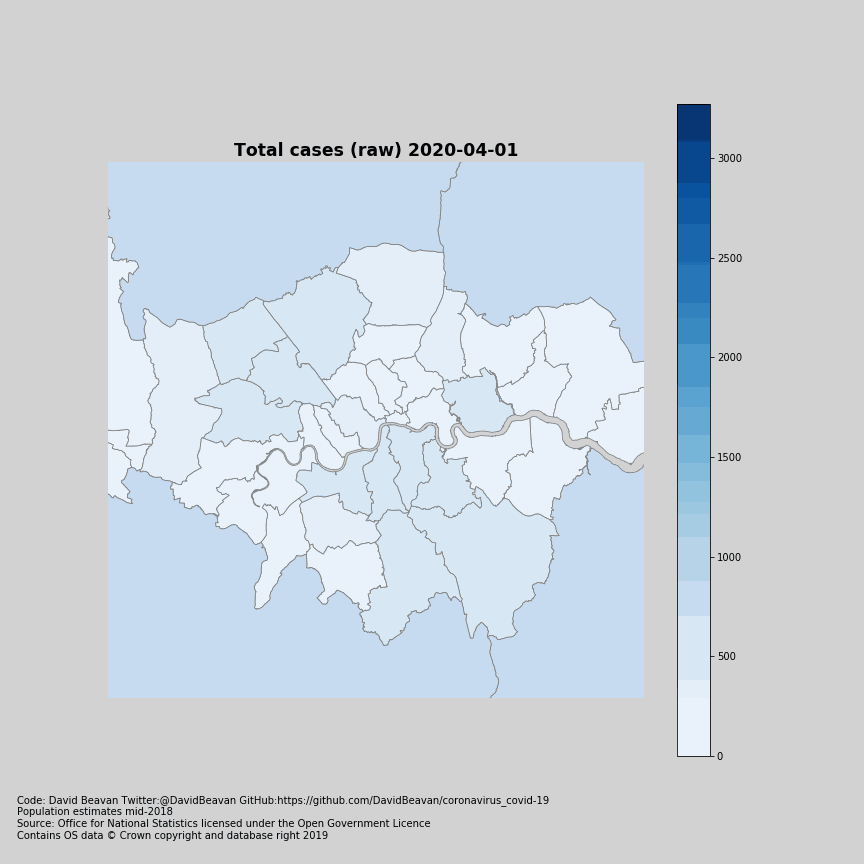 Total cases (raw) 2020-04-01
3000
2500
2000
1500
1000
500
0
Code: David Beavan Twitter:@DavidBeavan GitHub:https://github.com/DavidBeavan/coronavirus_covid-19
Population estimates mid-2018
Source: Office for National Statistics licensed under the Open Government Licence
Contains OS data © Crown copyright and database right 2019